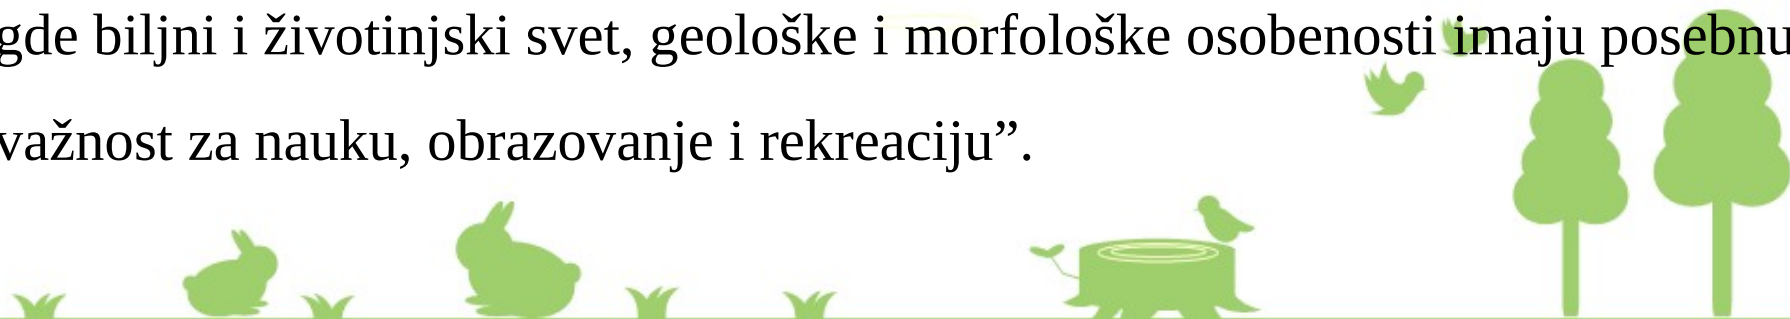 gde biljni i životinjski svet, geološke i morfološke osobenosti imaju posebnu
važnost za nauku, obrazovanje i rekreaciju”.